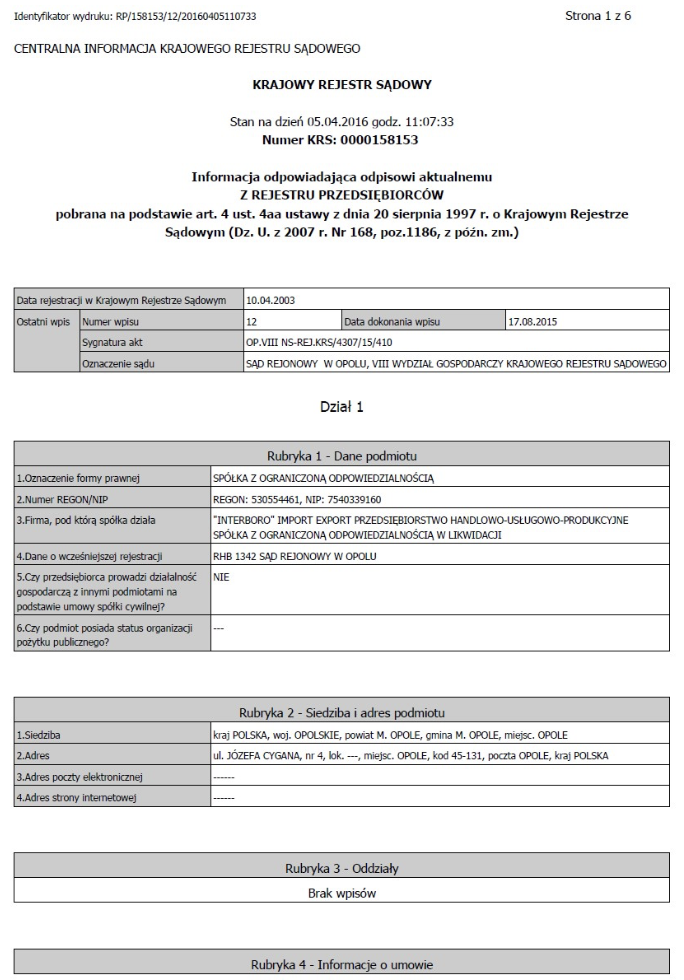 Identyfikator wydruku: RP/158153/12/20160405110733 Strona 1 z 6
CENTRALNA INFORMACJA KRAJOWEGO REJESTRU SĄDOWEGO
KRAJOWY REJESTR SĄDOWY
Stan na dzień 05.04.2016 godz. 11:07:33
Numer KRS: 0000158153
Informacja odpowiadająca odpisowi aktualnemu
Z REJESTRU PRZEDSIĘBIORCÓW
pobrana na podstawie art. 4 ust. 4aa ustawy z dnia 20 sierpnia 1997 r. o Krajowym Rejestrze
Sądowym (Dz. U. z 2007 r. Nr 168, poz.1186, z późn. zm.)
Data rejestracji w Krajowym Rejestrze Sądowym 10.04.2003
Ostatni wpis Numer wpisu 12 Data dokonania wpisu 17.08.2015
Sygnatura akt OP.VIII NS-REJ.KRS/4307/15/410
Oznaczenie sądu SĄD REJONOWY W OPOLU, VIII WYDZIAŁ GOSPODARCZY KRAJOWEGO REJESTRU SĄDOWEGO
Dział 1
Rubryka 1 - Dane podmiotu
1.Oznaczenie formy prawnej SPÓŁKA Z OGRANICZONĄ ODPOWIEDZIALNOŚCIĄ
2.Numer REGON/NIP REGON: 530554461, NIP: 7540339160
3.Firma, pod którą spółka działa "INTERBORO" IMPORT EXPORT PRZEDSIĘBIORSTWO HANDLOWO-USŁUGOWO-PRODUKCYJNE
SPÓŁKA Z OGRANICZONĄ ODPOWIEDZIALNOŚCIĄ W LIKWIDACJI
4.Dane o wcześniejszej rejestracji RHB 1342 SĄD REJONOWY W OPOLU
5.Czy przedsiębiorca prowadzi działalność NIE
gospodarczą z innymi podmiotami na
podstawie umowy spółki cywilnej?
6.Czy podmiot posiada status organizacji ---
pożytku publicznego?
Rubryka 2 - Siedziba i adres podmiotu
1.Siedziba kraj POLSKA, woj. OPOLSKIE, powiat M. OPOLE, gmina M. OPOLE, miejsc. OPOLE
2.Adres ul. JÓZEFA CYGANA, nr 4, lok. ---, miejsc. OPOLE, kod 45-131, poczta OPOLE, kraj POLSKA
3.Adres poczty elektronicznej ------
4.Adres strony internetowej ------
Rubryka 3 - Oddziały
Brak wpisów
Rubryka 4 - Informacje o umowie